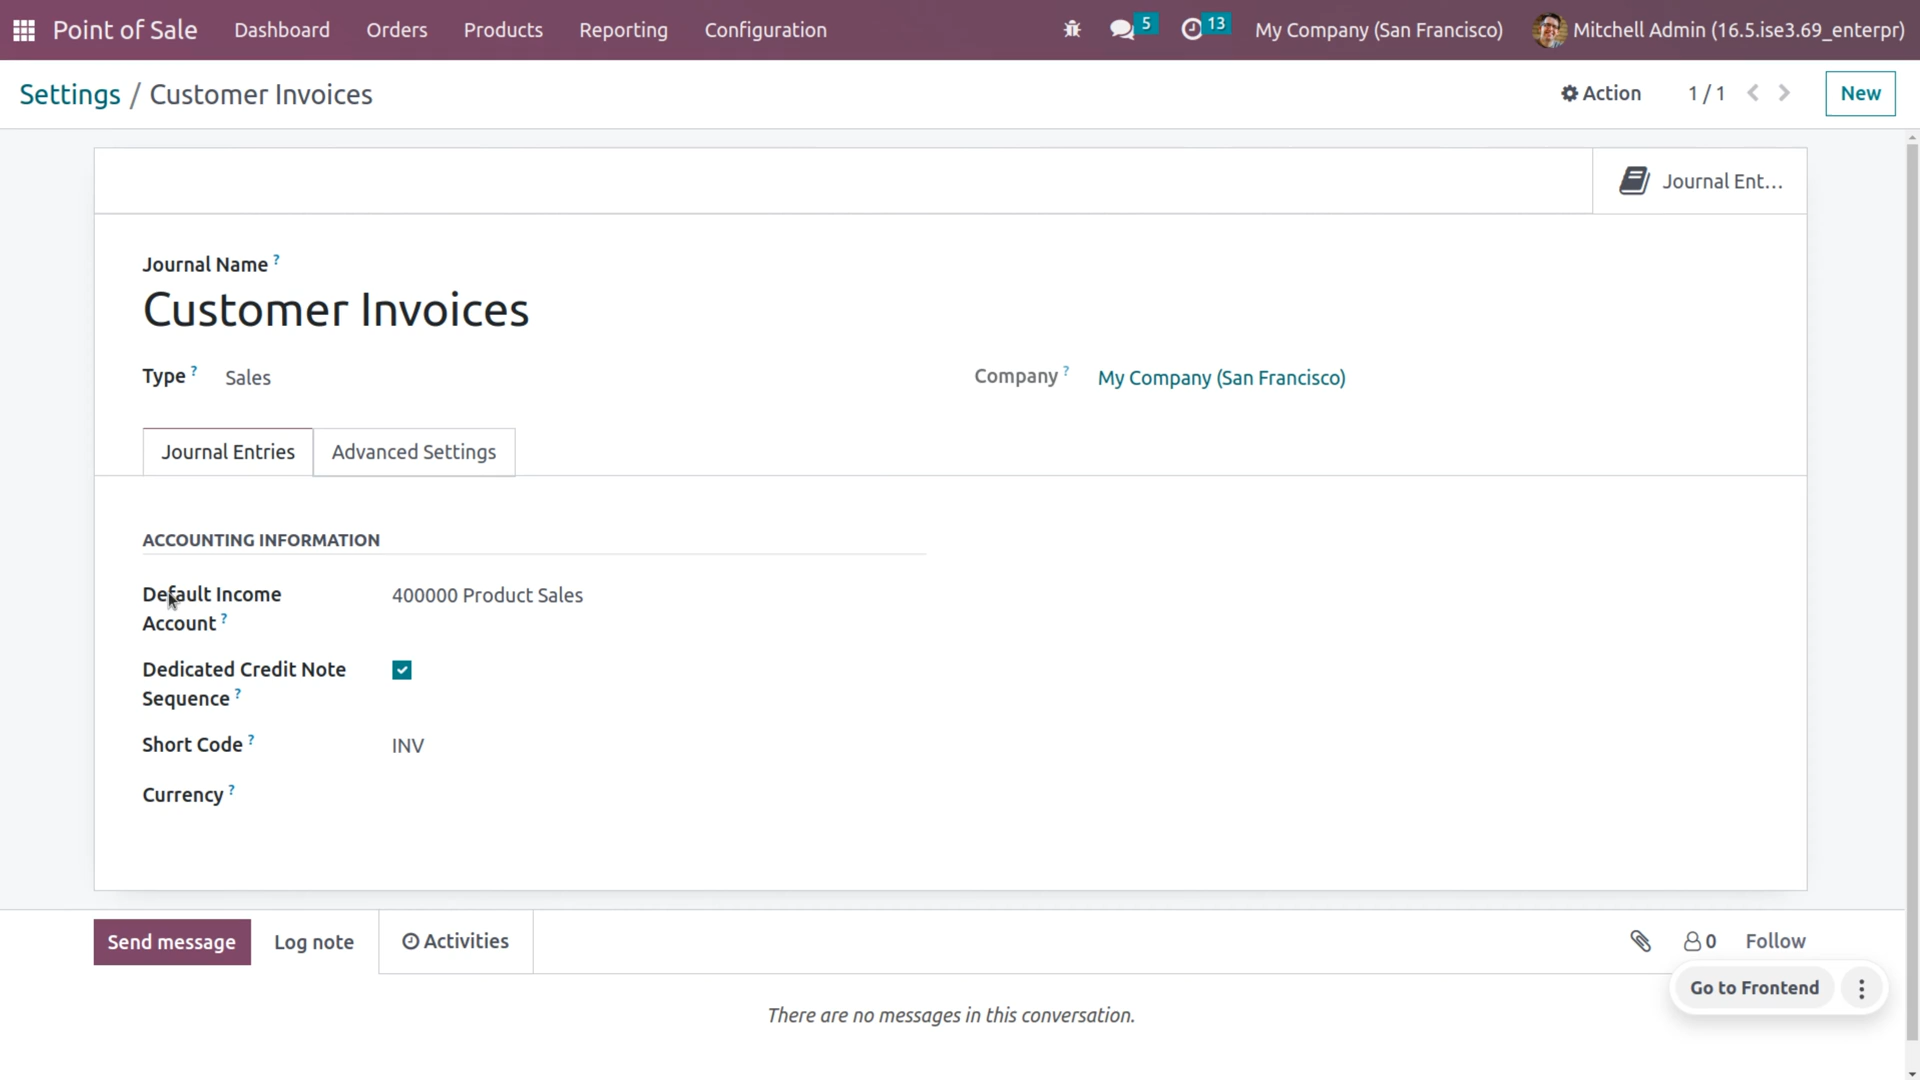 Point of Sale Dashboard Orders Products Reporting Configuration 5 13 My Company (San Francisco) Mitchell Admin (16.5.ise3.69_enterpr)
Settings / Customer Invoices Action 1 / 1 New
Journal Ent...
Journal Name ?
Customer Invoices
Type ? Sales Company ? My Company (San Francisco)
Journal Entries Advanced Settings
ACCOUNTING INFORMATION
Default Income 400000 Product Sales
Account ?
Dedicated Credit Note
Sequence ?
Short Code ? INV
Currency ?
Send message Log note Activities 0 Follow
Go to Frontend
There are no messages in this conversation.